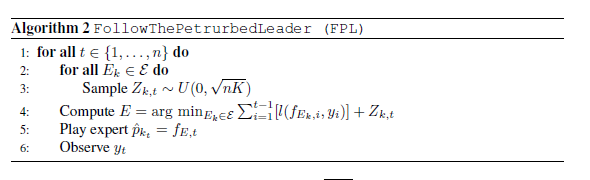 Algorithm 2 FollowThePetrurbedLeader (FPL)
1: for all t ∈ {1, . . . , n} do
2: for all E_k ∈ ℰ do
3: Sample Z_{k,t} ∼ U(0, √nK)
4: Compute E = arg min_{E_k∈ℰ} ∑_{i=1}^{t−1}[l(f_{E_k,i}, y_i)] + Z_{k,t}
5: Play expert p̂_{k_t} = f_{E,t}
6: Observe y_t